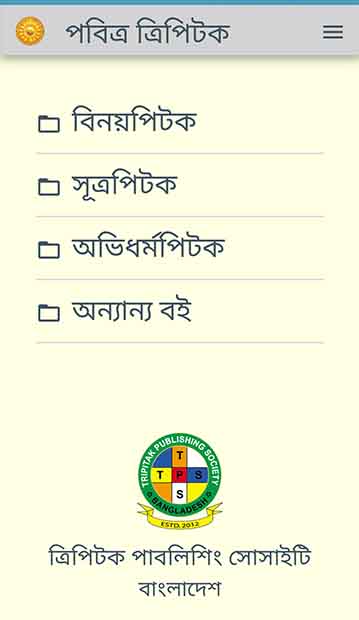 পবিত্র ত্রিপিটক
বিনয়পিটক
সূত্রপিটক
অভিধর্মপিটক
অন্যান্য বই
TRIPITAK PUBLISHING SOCIETY
T
T P S
S
BANGLADESH
ESTD. 2012
ত্রিপিটক পাবলিশিং সোসাইটি
বাংলাদেশ